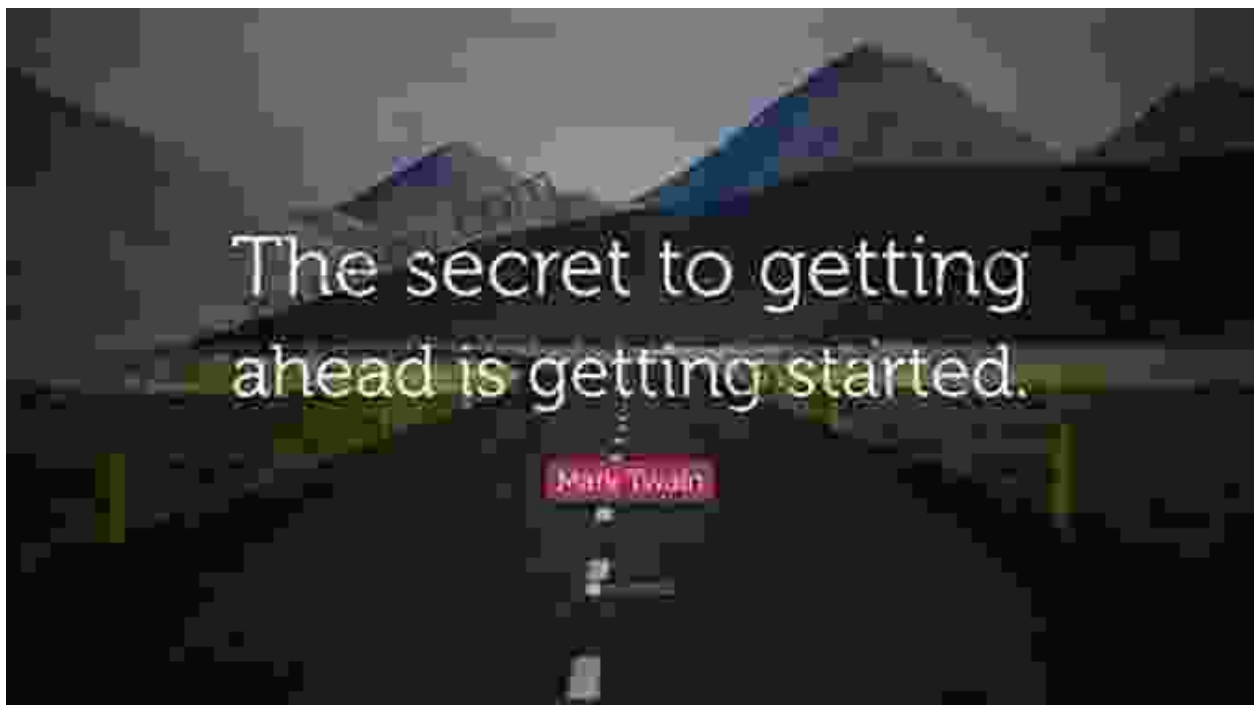 The secret to getting
ahead is getting started.
Mark Twain